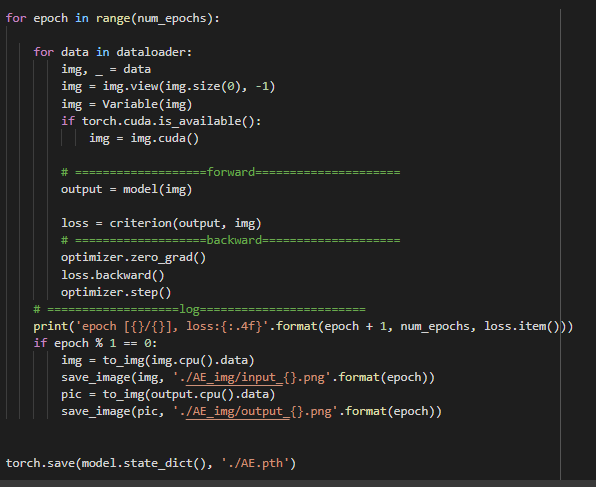 for epoch in range(num_epochs):
for data in dataloader:
img, _ = data
img = img.view(img.size(0), -1)
img = Variable(img)
if torch.cuda.is_available():
img = img.cuda()
# ===================forward=====================
output = model(img)
loss = criterion(output, img)
# ===================backward====================
optimizer.zero_grad()
loss.backward()
optimizer.step()
# ===================log========================
print('epoch [{}/{}], loss:{:.4f}'.format(epoch + 1, num_epochs, loss.item()))
if epoch % 1 == 0:
img = to_img(img.cpu().data)
save_image(img, './AE_img/input_{}.png'.format(epoch))
pic = to_img(output.cpu().data)
save_image(pic, './AE_img/output_{}.png'.format(epoch))
torch.save(model.state_dict(), './AE.pth')